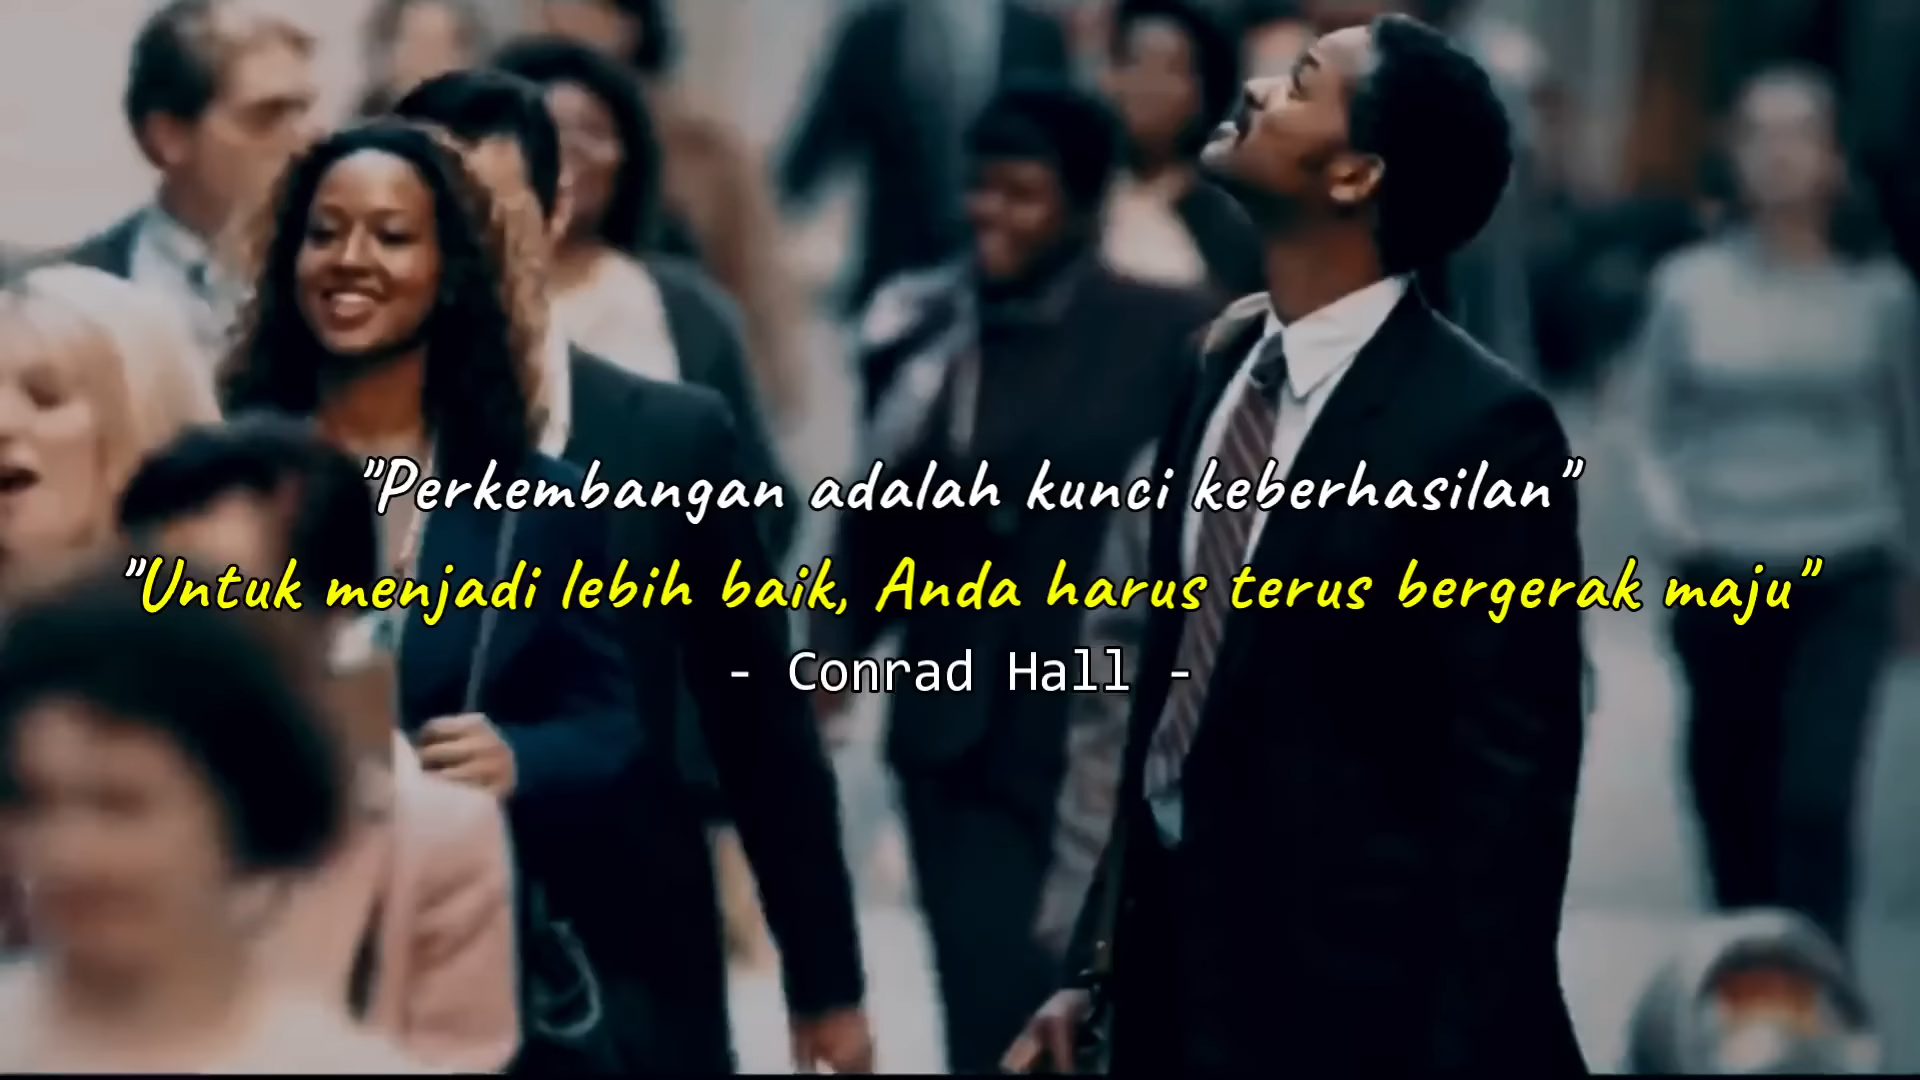 "Perkembangan adalah kunci keberhasilan"
"Untuk menjadi lebih baik, Anda harus terus bergerak maju"
- Conrad Hall -